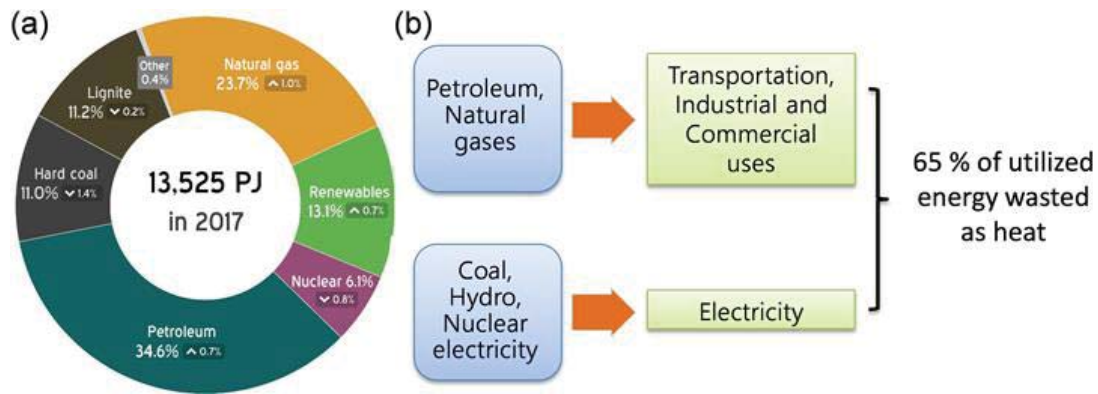 (a)
Natural gas
23.7% ^ 1.0%
Other
0.4%
Lignite
11.2% v 0.2%
Hard coal
11.0% v 1.4%
13,525 PJ
in 2017
Renewables
13.1% ^ 0.7%
Nuclear 6.1%
v 0.8%
Petroleum
34.6% ^ 0.7%
(b)
Petroleum,
Natural
gases
Transportation,
Industrial and
Commercial
uses
Coal,
Hydro,
Nuclear
electricity
Electricity
65 % of utilized
energy wasted
as heat